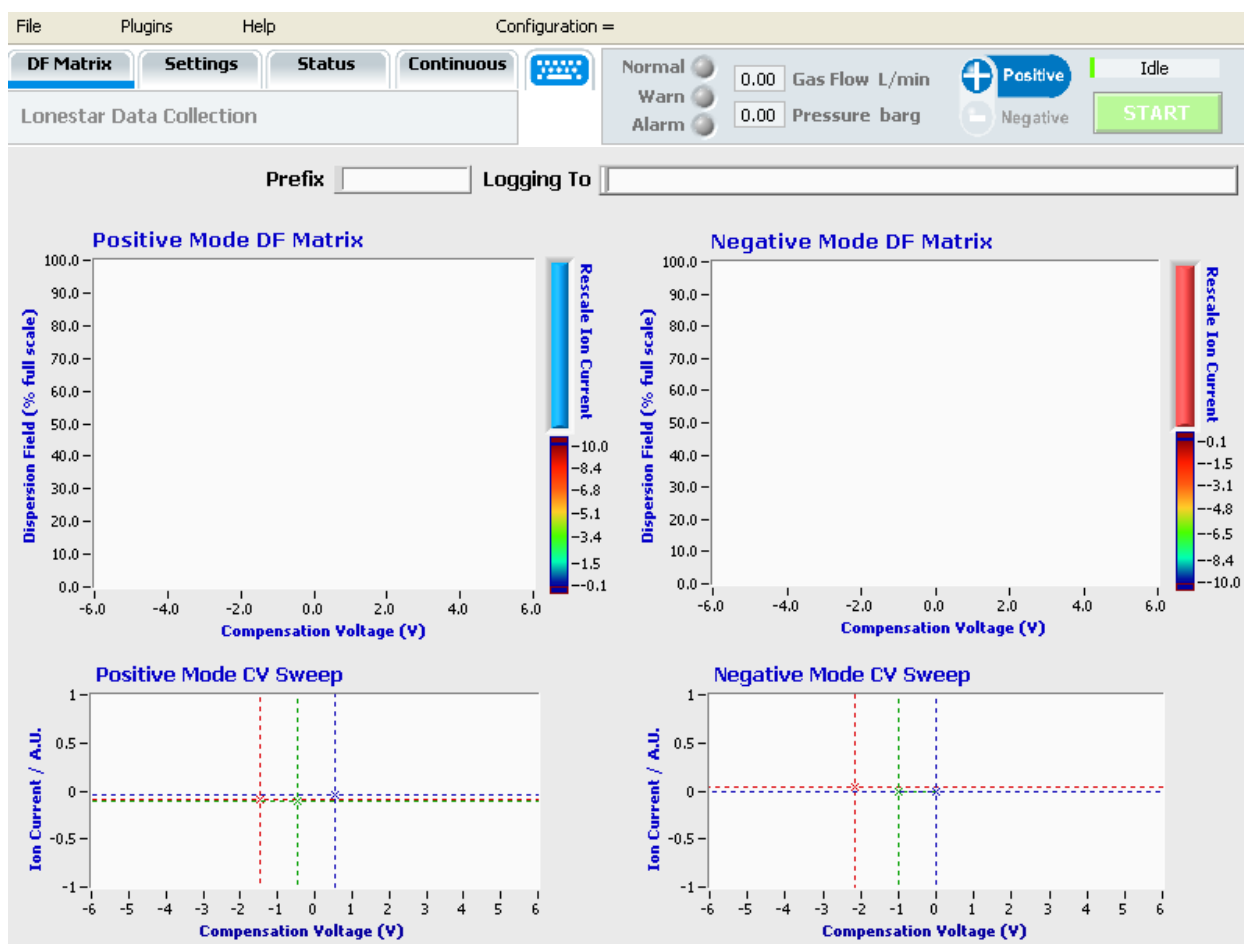 File Plugins Help Configuration =
DF Matrix Settings Status Continuous
Lonestar Data Collection
Normal
Warn
Alarm
0.00 Gas Flow L/min
0.00 Pressure barg
Positive
Negative
Idle
START
Prefix Logging To
Positive Mode DF Matrix
Dispersion Field (% full scale)
100.0
90.0
80.0
70.0
60.0
50.0
40.0
30.0
20.0
10.0
0.0
-6.0 -4.0 -2.0 0.0 2.0 4.0 6.0
Compensation Voltage (V)
Rescale Ion Current
-10.0
-8.4
-6.8
-5.1
-3.4
-1.5
--0.1
Negative Mode DF Matrix
Dispersion Field (% full scale)
100.0
90.0
80.0
70.0
60.0
50.0
40.0
30.0
20.0
10.0
0.0
-6.0 -4.0 -2.0 0.0 2.0 4.0 6.0
Compensation Voltage (V)
Rescale Ion Current
-0.1
--1.5
--3.1
--4.8
--6.5
--8.4
--10.0
Positive Mode CV Sweep
Ion Current / A.U.
1
0.5
0
-0.5
-1
-6 -5 -4 -3 -2 -1 0 1 2 3 4 5 6
Compensation Voltage (V)
Negative Mode CV Sweep
Ion Current / A.U.
1
0.5
0
-0.5
-1
-6 -5 -4 -3 -2 -1 0 1 2 3 4 5 6
Compensation Voltage (V)